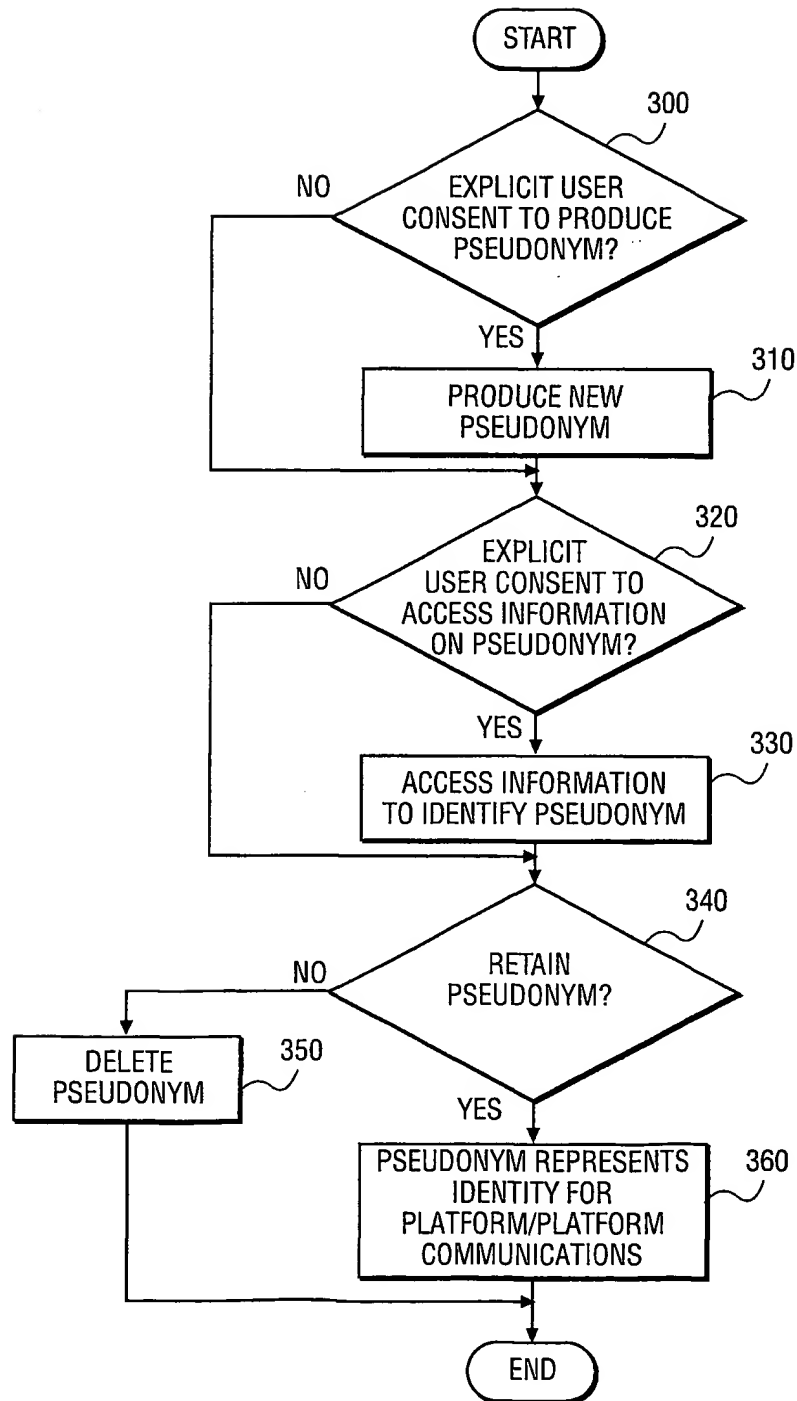 START
300
NO
EXPLICIT USER
CONSENT TO PRODUCE
PSEUDONYM?
YES
310
PRODUCE NEW
PSEUDONYM
320
NO
EXPLICIT
USER CONSENT TO
ACCESS INFORMATION
ON PSEUDONYM?
YES
330
ACCESS INFORMATION
TO IDENTIFY PSEUDONYM
340
NO
RETAIN
PSEUDONYM?
DELETE
PSEUDONYM
350
YES
PSEUDONYM REPRESENTS
IDENTITY FOR
PLATFORM/PLATFORM
COMMUNICATIONS
360
END